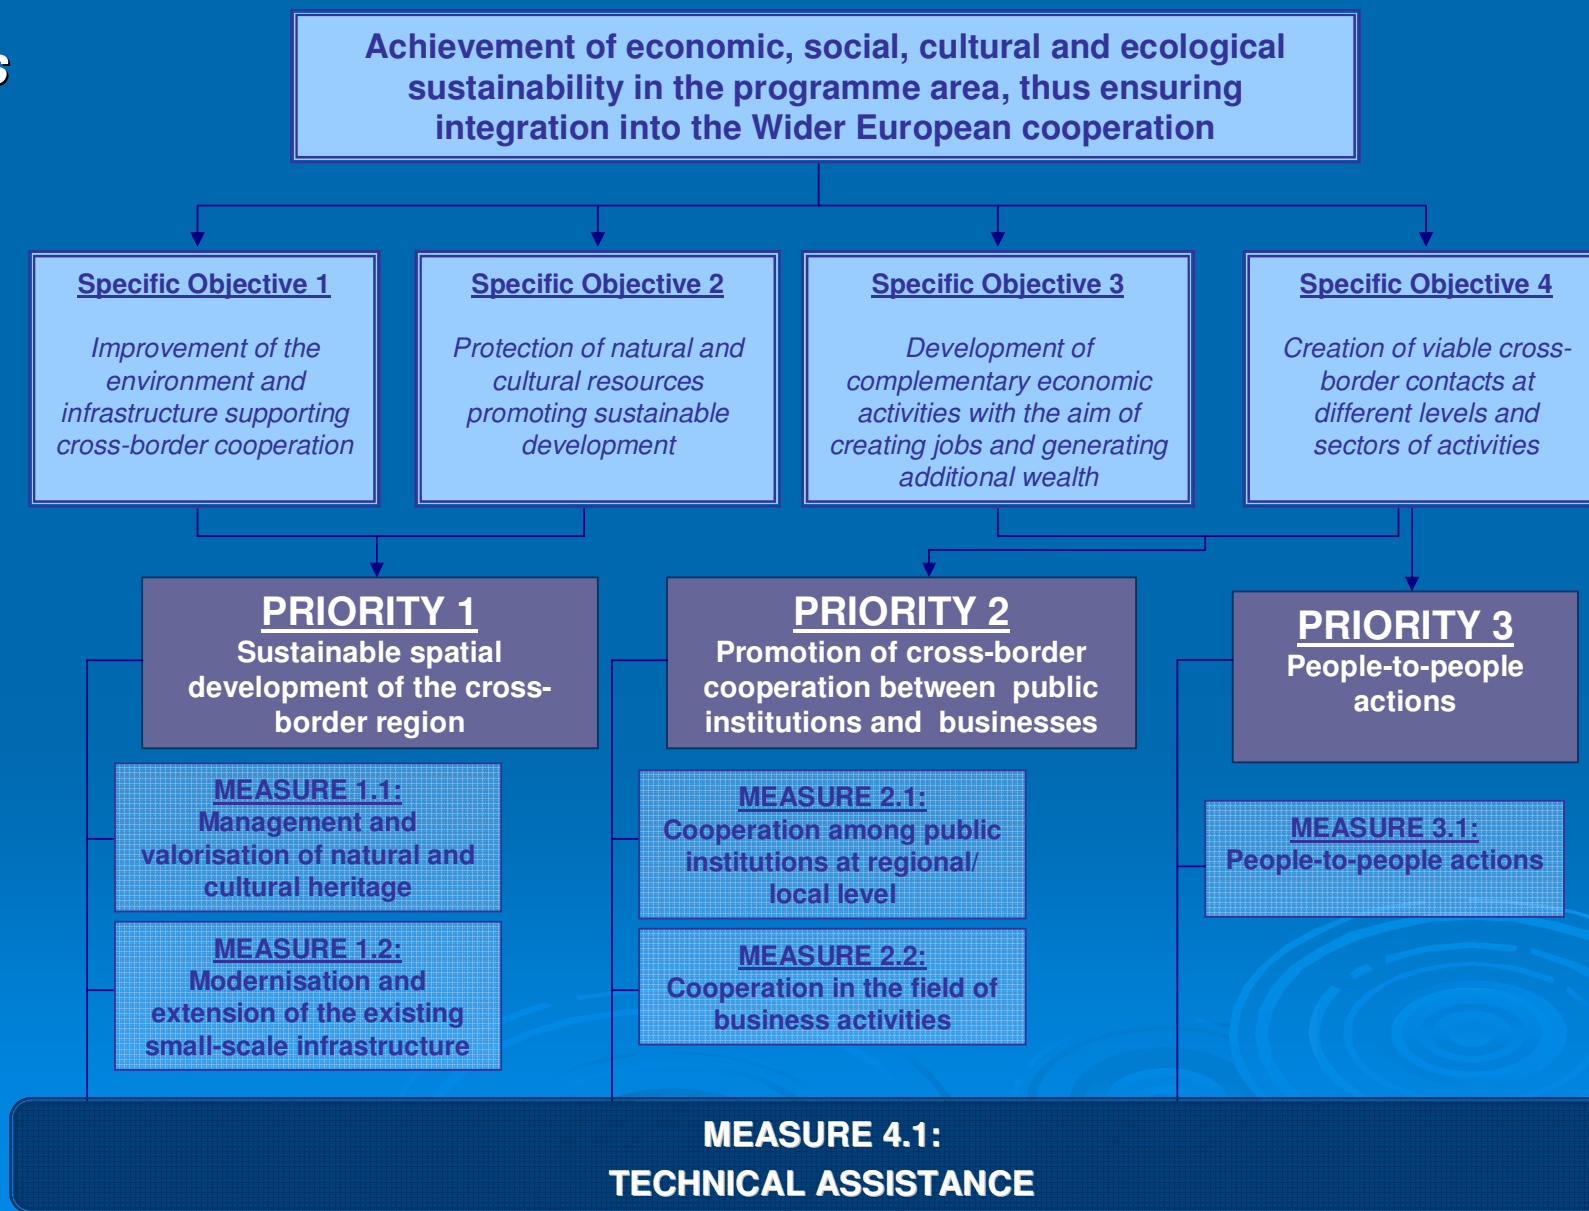 s
Achievement of economic, social, cultural and ecological
sustainability in the programme area, thus ensuring
integration into the Wider European cooperation
Specific Objective 1
Improvement of the
environment and
infrastructure supporting
cross-border cooperation
Specific Objective 2
Protection of natural and
cultural resources
promoting sustainable
development
Specific Objective 3
Development of
complementary economic
activities with the aim of
creating jobs and generating
additional wealth
Specific Objective 4
Creation of viable cross-
border contacts at
different levels and
sectors of activities
PRIORITY 1
Sustainable spatial
development of the cross-
border region
PRIORITY 2
Promotion of cross-border
cooperation between public
institutions and businesses
PRIORITY 3
People-to-people
actions
MEASURE 1.1:
Management and
valorisation of natural and
cultural heritage
MEASURE 1.2:
Modernisation and
extension of the existing
small-scale infrastructure
MEASURE 2.1:
Cooperation among public
institutions at regional/
local level
MEASURE 2.2:
Cooperation in the field of
business activities
MEASURE 3.1:
People-to-people actions
MEASURE 4.1:
TECHNICAL ASSISTANCE